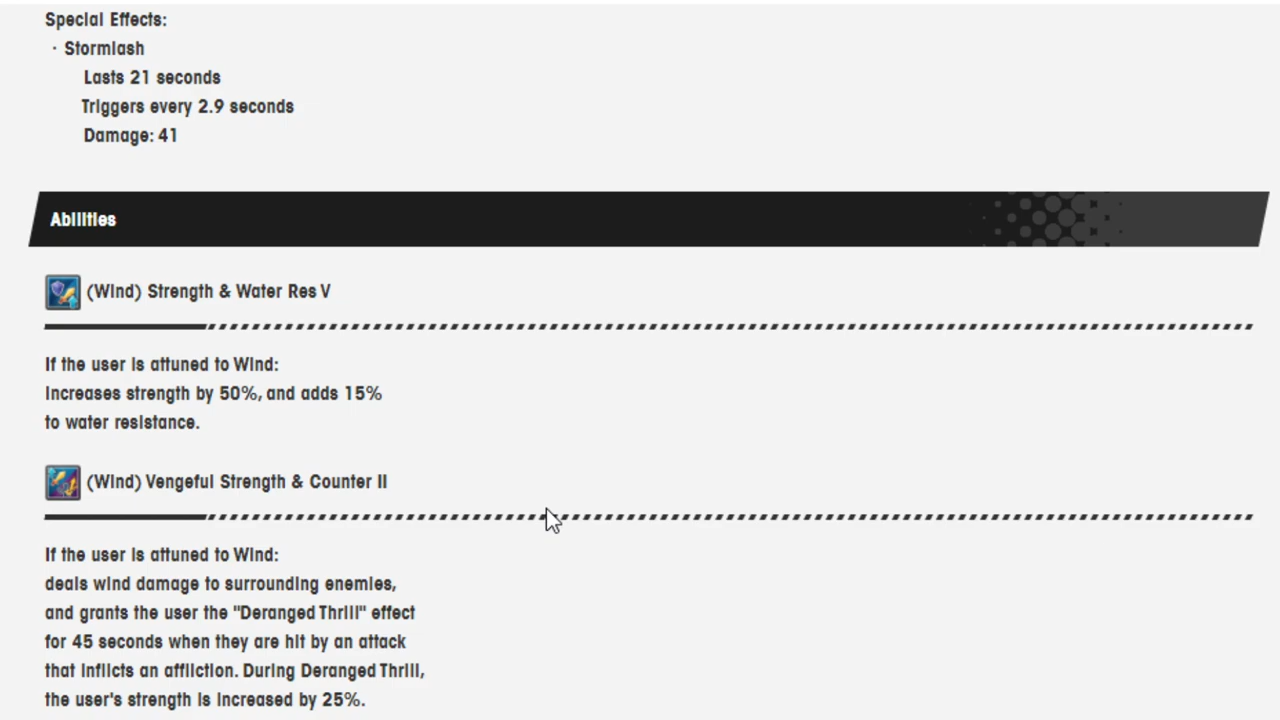 Special Effects:
· Stormlash
Lasts 21 seconds
Triggers every 2.9 seconds
Damage: 41
Abilities
(Wind) Strength & Water Res V
If the user is attuned to Wind:
increases strength by 50%, and adds 15%
to water resistance.
(Wind) Vengeful Strength & Counter II
If the user is attuned to Wind:
deals wind damage to surrounding enemies,
and grants the user the "Deranged Thrill" effect
for 45 seconds when they are hit by an attack
that inflicts an affliction. During Deranged Thrill,
the user's strength is increased by 25%.